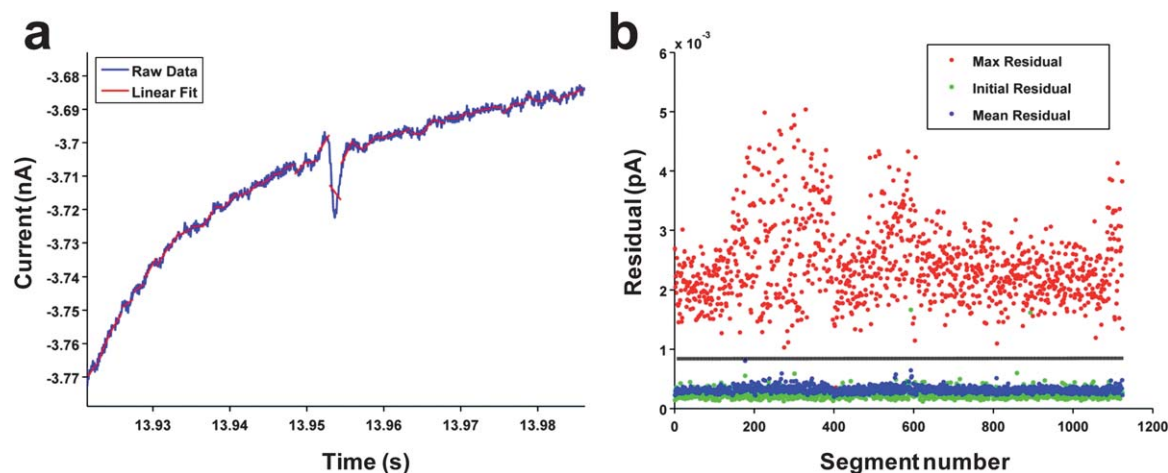 a
Raw Data
Linear Fit
-3.68
-3.69
-3.7
-3.71
-3.72
-3.73
-3.74
-3.75
-3.76
-3.77
Current (nA)
13.93
13.94
13.95
13.96
13.97
13.98
Time (s)
b
x 10⁻³
6
5
4
3
2
1
0
Residual (pA)
Max Residual
Initial Residual
Mean Residual
0
200
400
600
800
1000
1200
Segment number